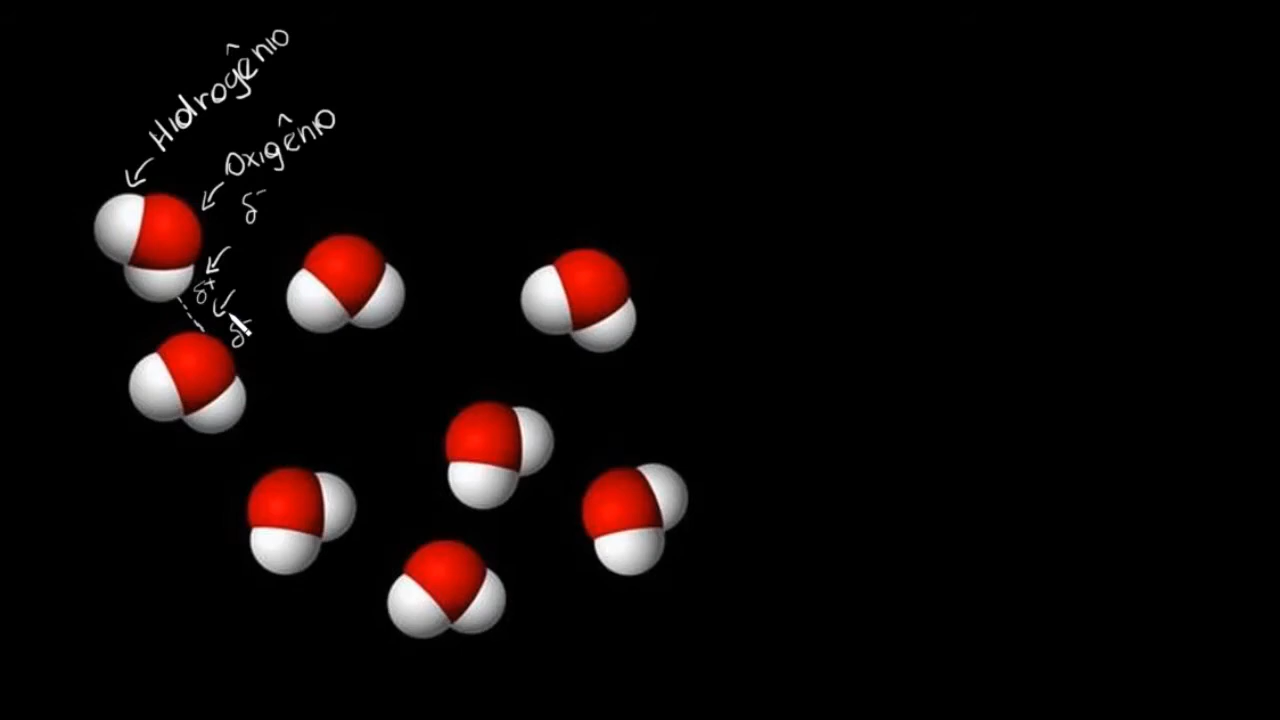 Hidrogênio
Oxigênio
δ-
δ+
δ-